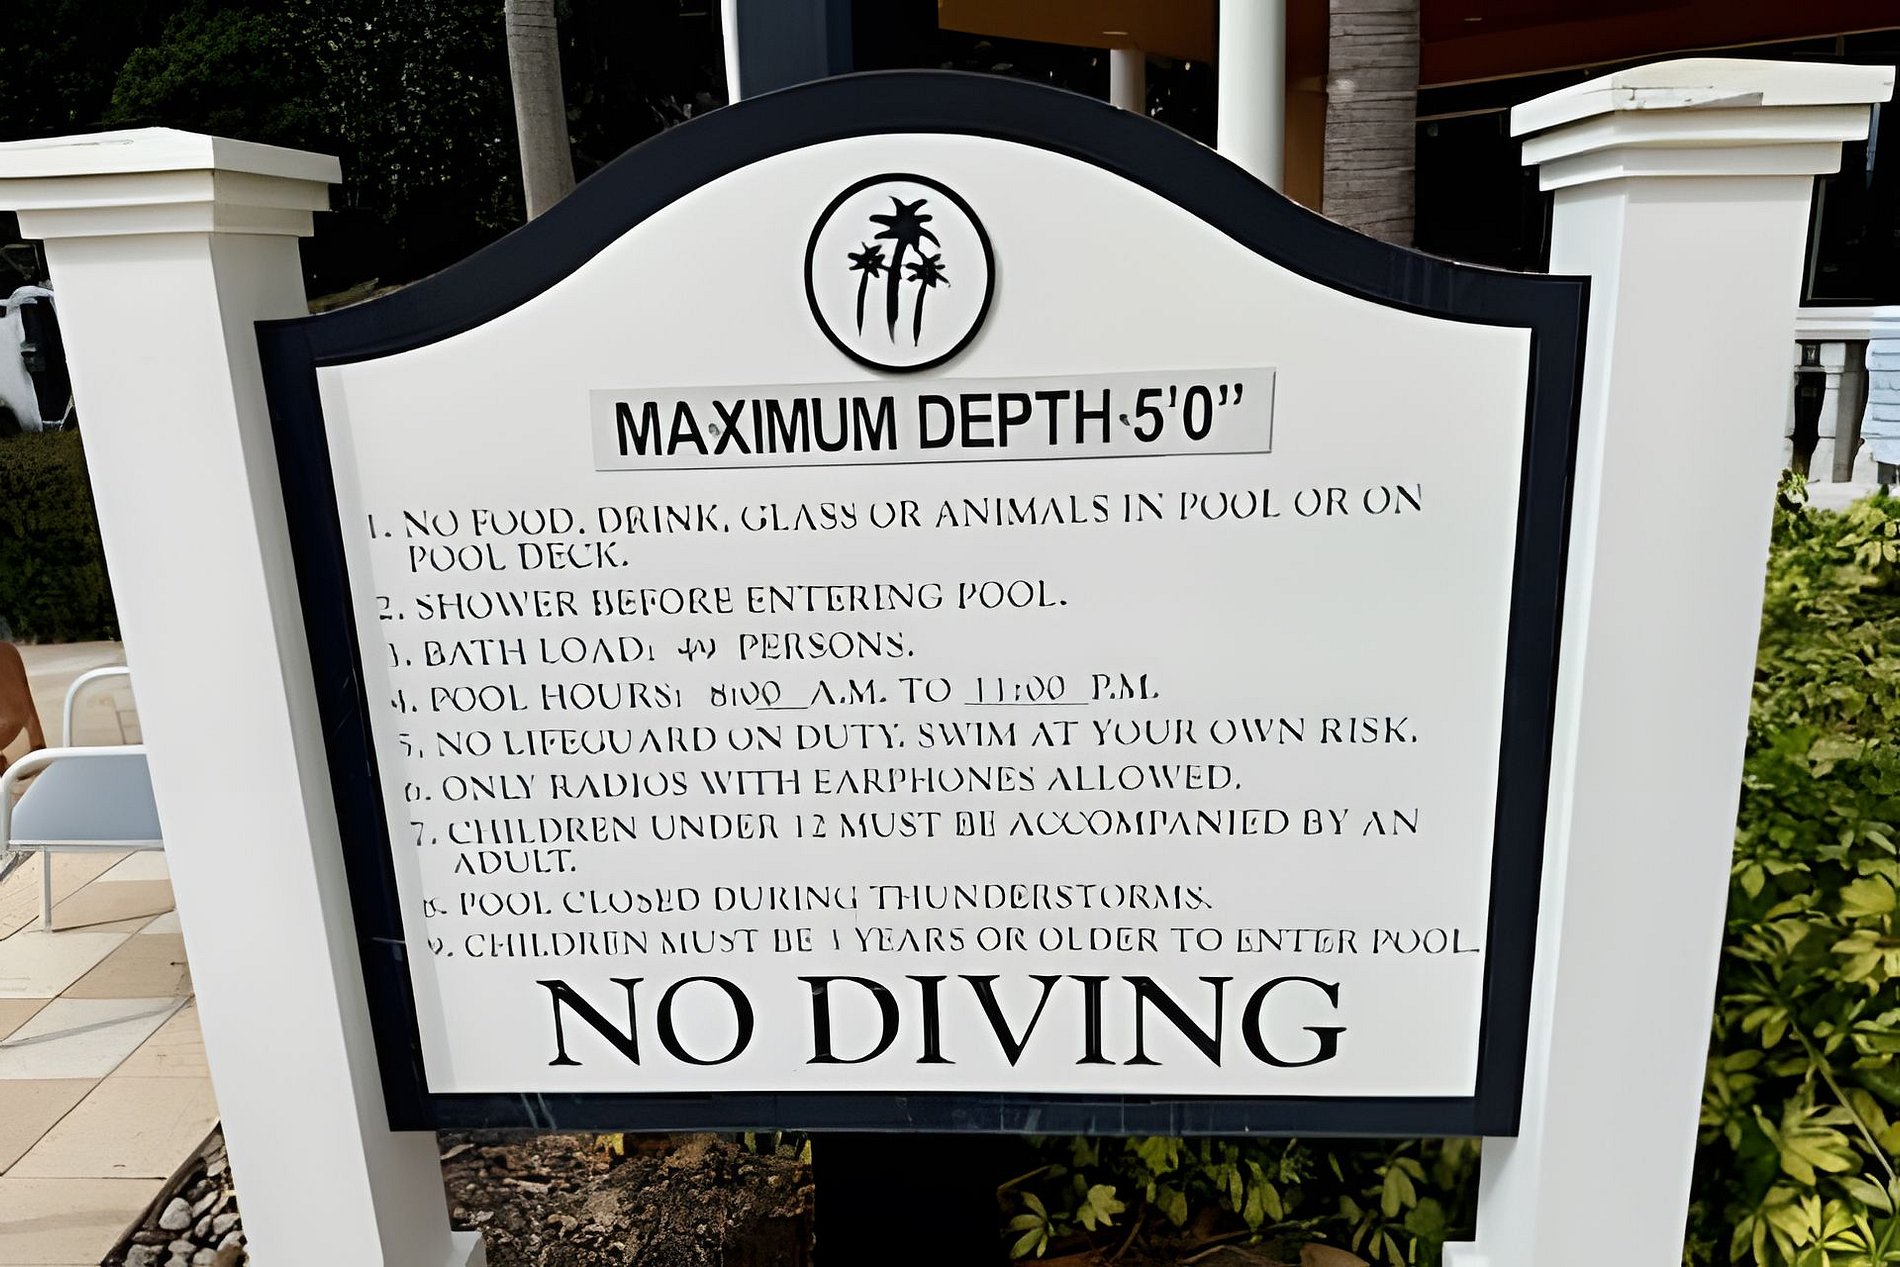 MAXIMUM DEPTH 5'0"
1. NO FOOD, DRINK, GLASS OR ANIMALS IN POOL OR ON
POOL DECK.
2. SHOWER BEFORE ENTERING POOL.
3. BATH LOAD: PERSONS.
4. POOL HOURS: 8:00 A.M. TO 11:00 P.M.
5. NO LIFEGUARD ON DUTY. SWIM AT YOUR OWN RISK.
6. ONLY RADIOS WITH EARPHONES ALLOWED.
7. CHILDREN UNDER 12 MUST BE ACCOMPANIED BY AN
ADULT.
8. POOL CLOSED DURING THUNDERSTORMS.
9. CHILDREN MUST BE YEARS OR OLDER TO ENTER POOL
NO DIVING